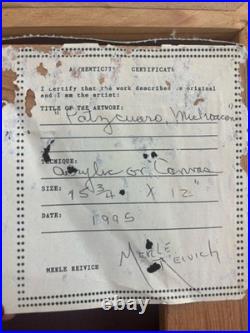 AUTHENTICITY CERTIFICATE
I certify that the work described is original
and I am the artist:
TITLE OF THE ARTWORK:
Patzcuaro, Michoacan
TECNIQUE:
Acrylic on Canvas
SIZE: 15 3/4 X 12"
DATE: 1995
MERLE REIVICH
MERLE REIVICH